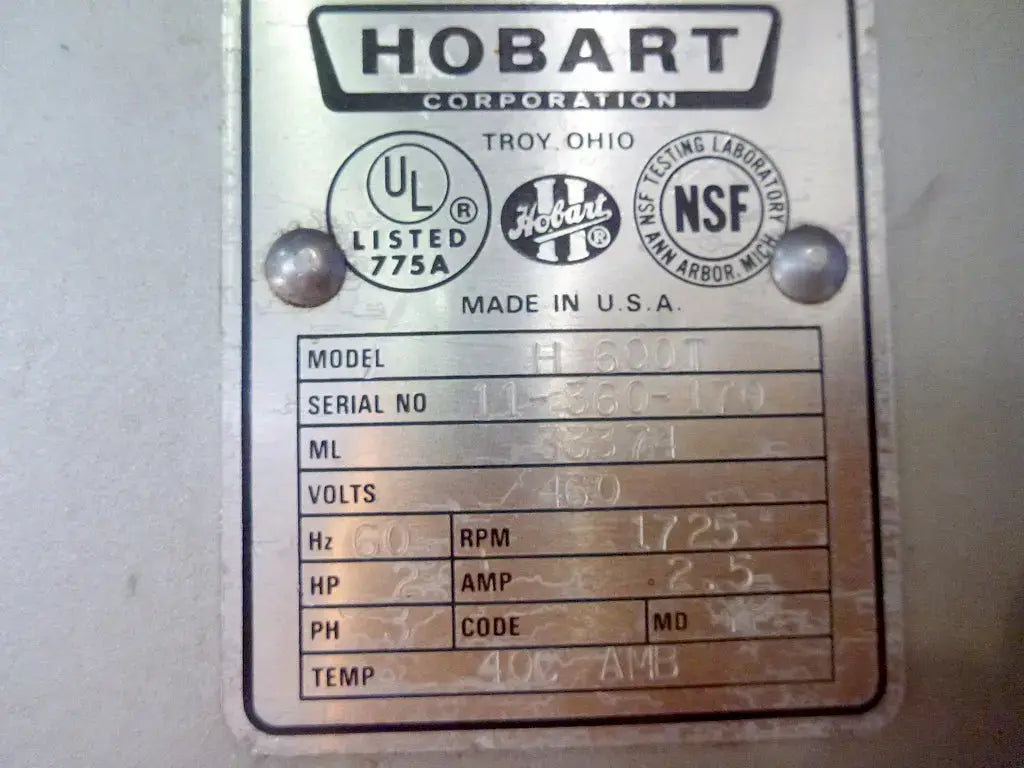 HOBART
CORPORATION
TROY, OHIO
UL ®
LISTED
775A
Hobart ®
NSF TESTING LABORATORY
NSF
ANN ARBOR, MICH.
MADE IN U.S.A.
MODEL H 600T
SERIAL NO 11-360-170
ML 33371
VOLTS 460
Hz 60 RPM 1725
HP AMP 2.5
PH 3 CODE MD
TEMP 40C AMB